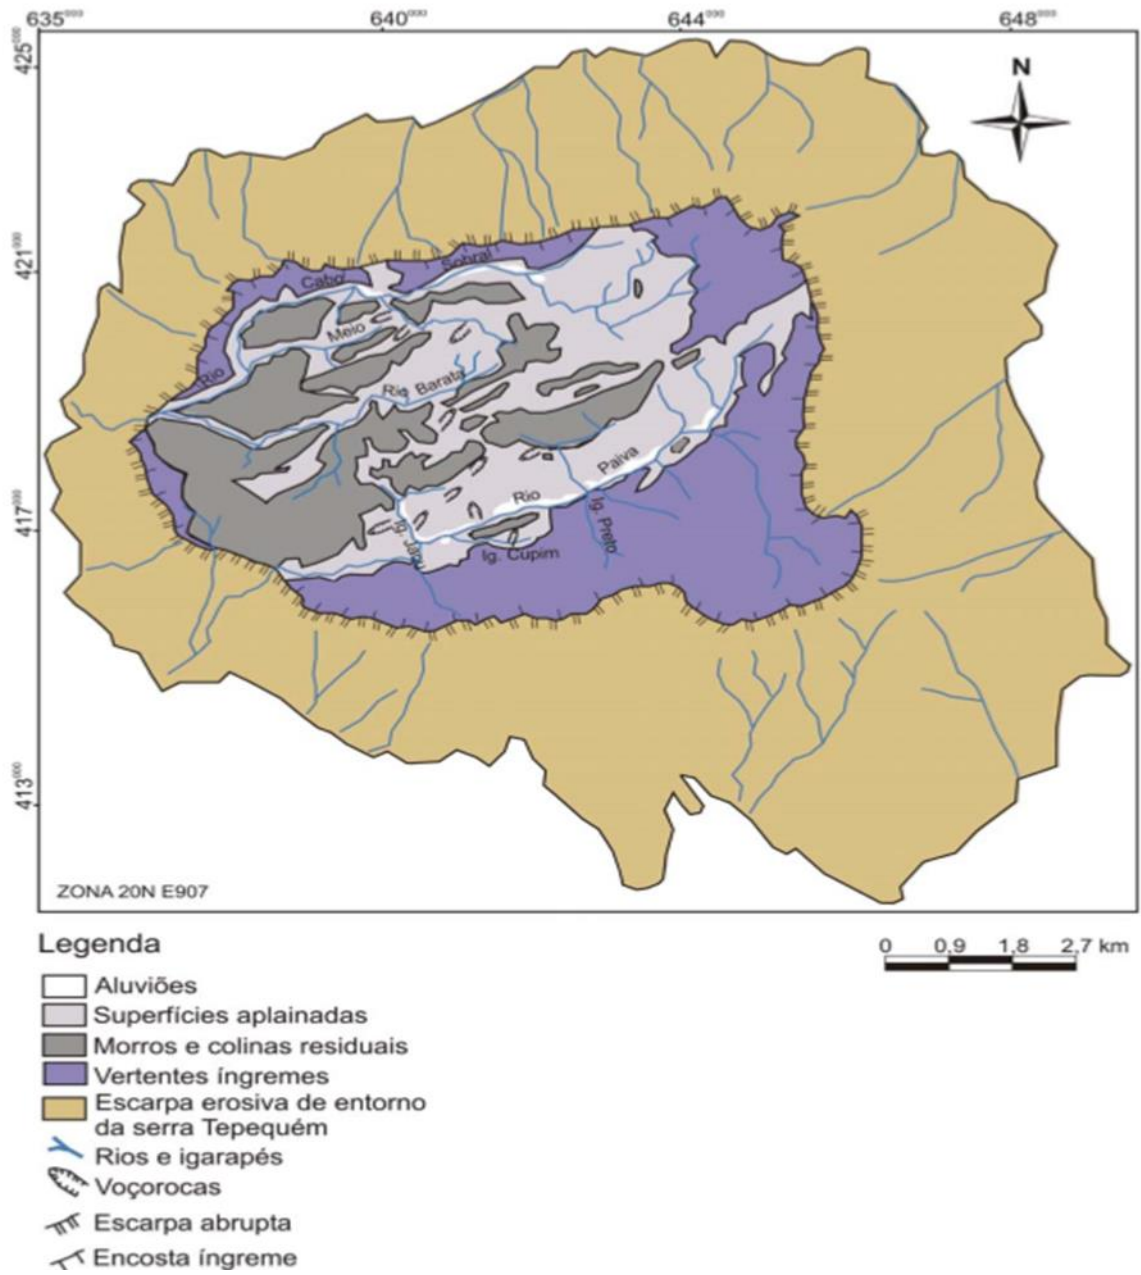 635000 640000 644000 648000
425000
N
421000
Cabo Sobral
Meio
Rio
Rio Barata
Paiva
417000
Rio
Ig. Preto
Ig. Cupim
413000
ZONA 20N E907
Legenda
0 0,9 1,8 2,7 km
Aluviões
Superfícies aplainadas
Morros e colinas residuais
Vertentes íngremes
Escarpa erosiva de entorno
da serra Tepequém
Rios e igarapés
Voçorocas
Escarpa abrupta
Encosta íngreme